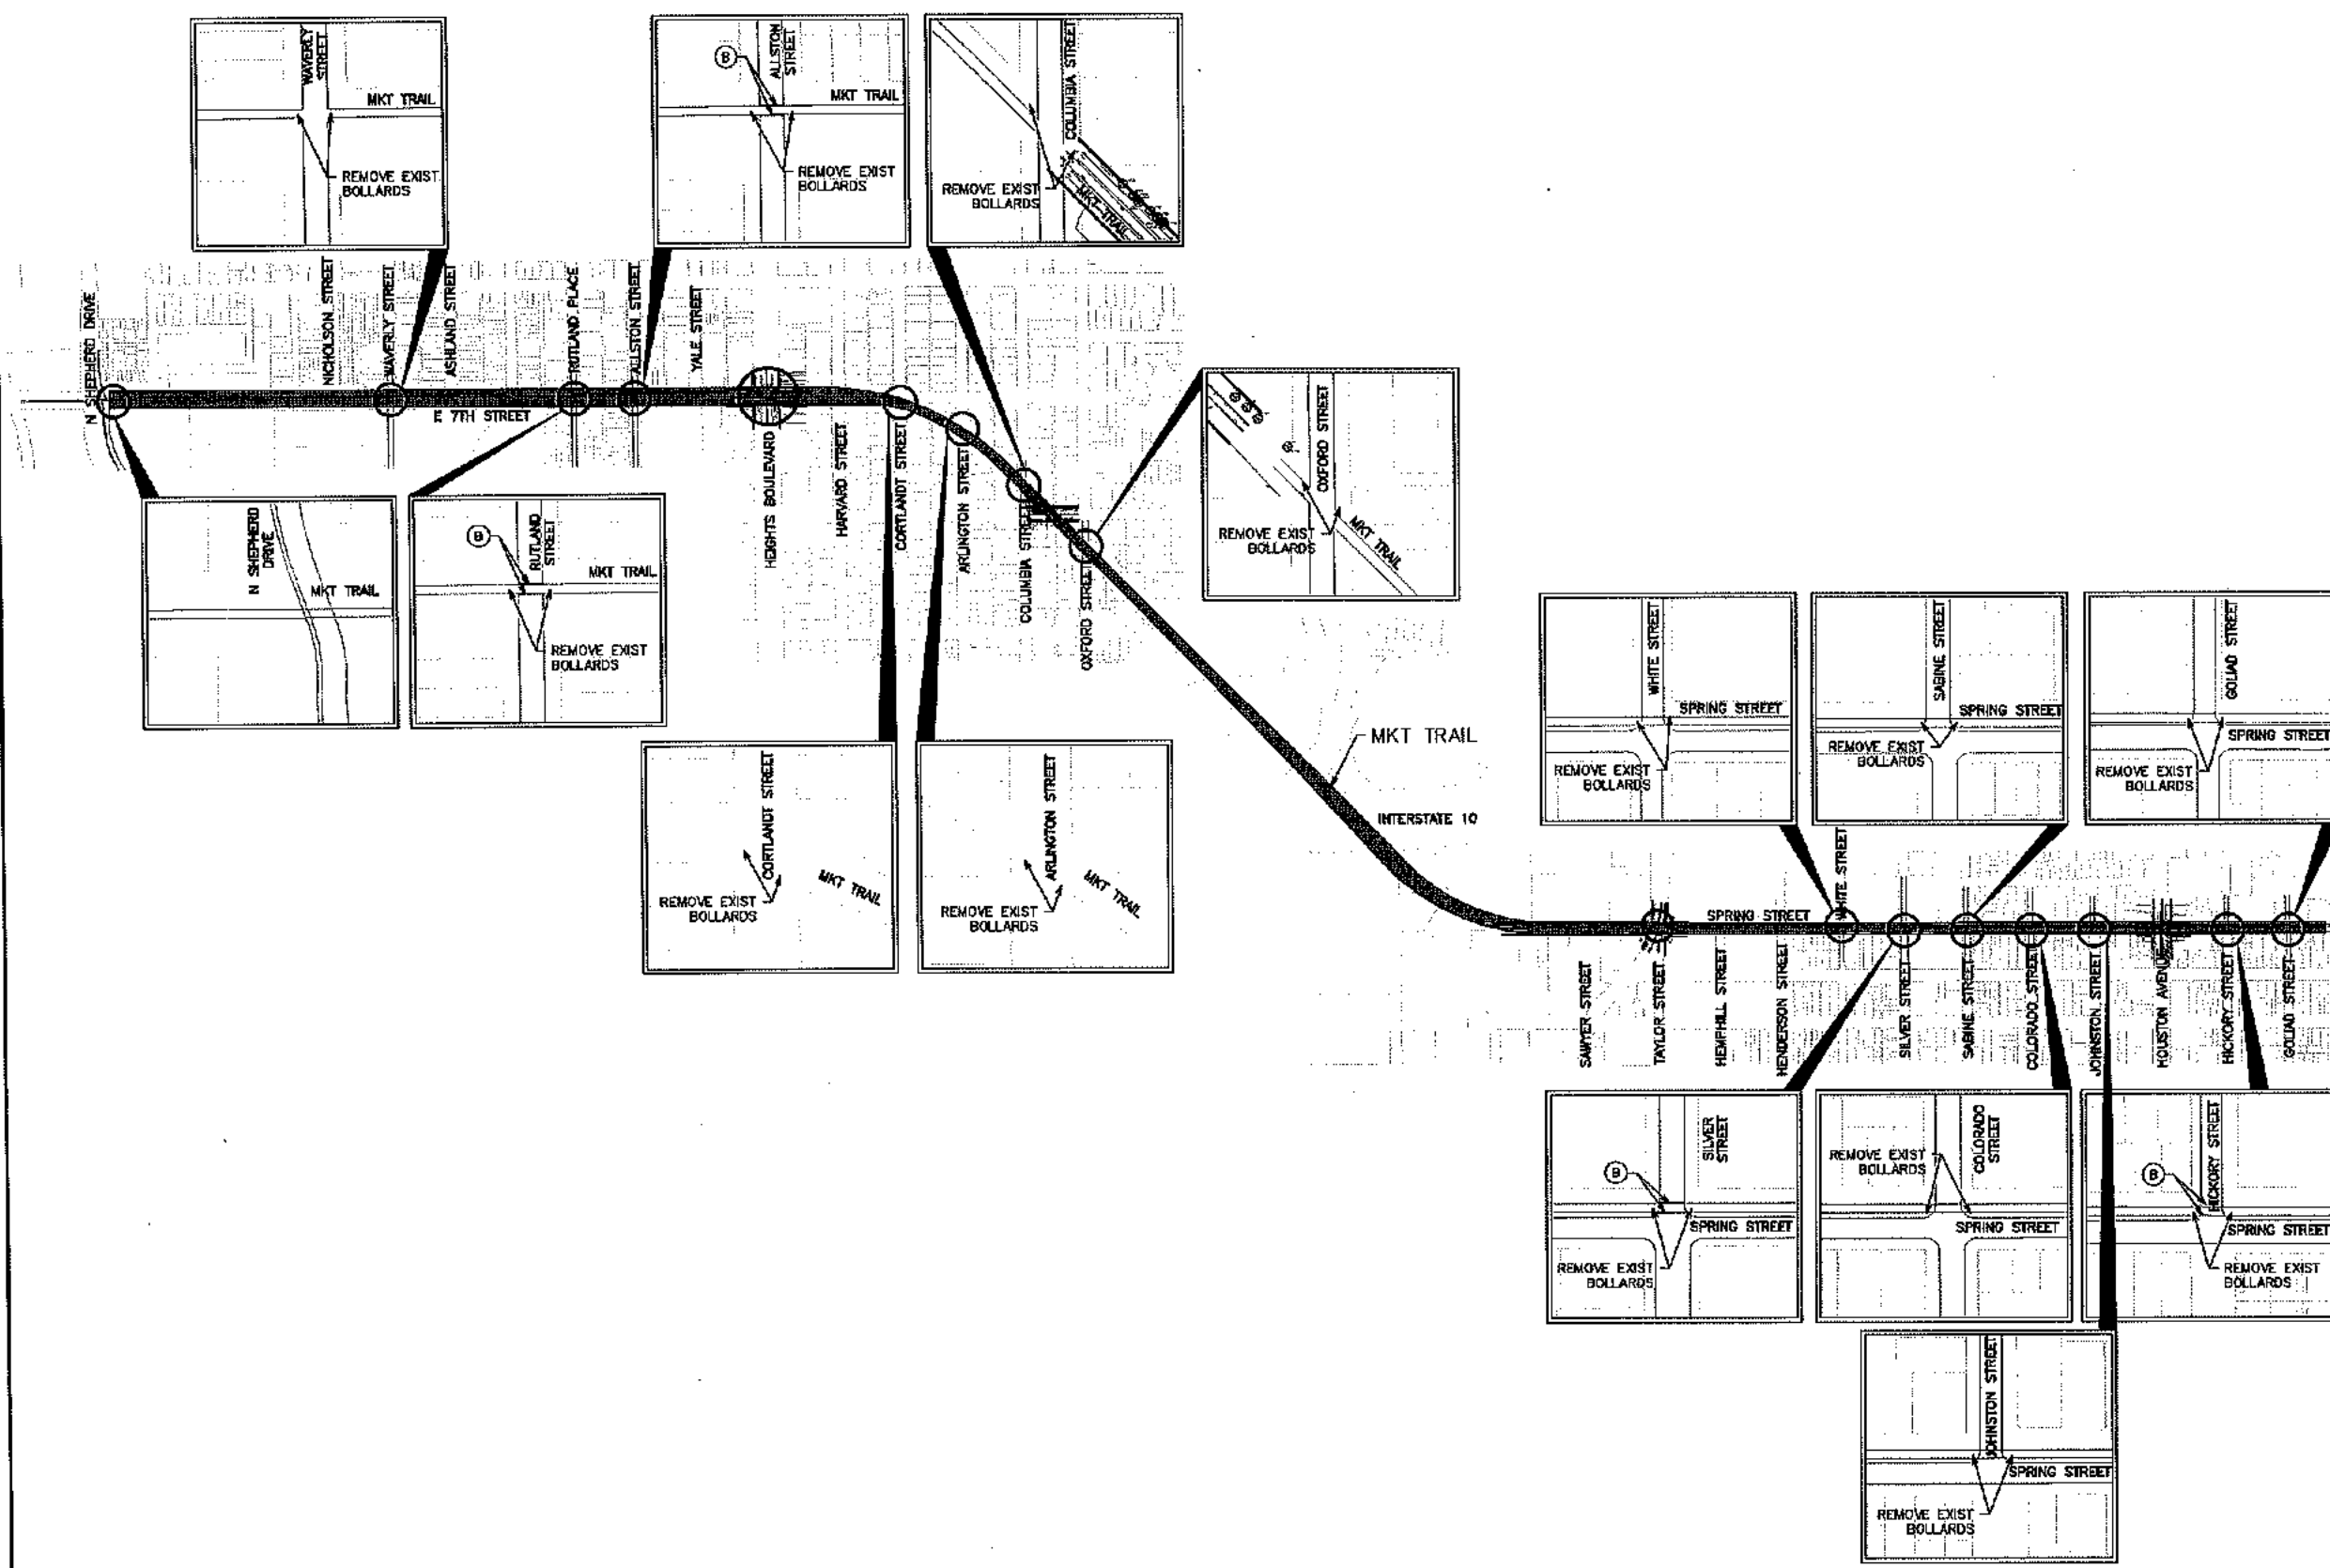 WAVERLY
STREET
MKT TRAIL
REMOVE EXIST
BOLLARDS
B
ALLSTON
STREET
MKT TRAIL
REMOVE EXIST
BOLLARDS
COLUMBIA STREET
REMOVE EXIST
BOLLARDS
MKT TRAIL
N SHEPHERD DRIVE
NICHOLSON STREET
WAVERLY STREET
ASHLAND STREET
E 7TH STREET
RUTLAND PLACE
ALLSTON STREET
YALE STREET
HEIGHTS BOULEVARD
HARVARD STREET
CORTLANDT STREET
ARLINGTON STREET
COLUMBIA STREET
OXFORD STREET
OXFORD STREET
REMOVE EXIST
BOLLARDS
MKT TRAIL
N SHEPHERD
DRIVE
MKT TRAIL
B
RUTLAND
STREET
MKT TRAIL
REMOVE EXIST
BOLLARDS
CORTLANDT STREET
REMOVE EXIST
BOLLARDS
MKT TRAIL
ARLINGTON STREET
REMOVE EXIST
BOLLARDS
MKT TRAIL
MKT TRAIL
INTERSTATE 10
WHITE STREET
SPRING STREET
REMOVE EXIST
BOLLARDS
SABINE STREET
SPRING STREET
REMOVE EXIST
BOLLARDS
GOLIAD STREET
SPRING STREET
REMOVE EXIST
BOLLARDS
SPRING STREET
WHITE STREET
SAWYER STREET
TAYLOR STREET
HEMPHILL STREET
HENDERSON STREET
SILVER STREET
SABINE STREET
COLORADO STREET
JOHNSTON STREET
HOUSTON AVENUE
HICKORY STREET
GOLIAD STREET
B
SILVER
STREET
SPRING STREET
REMOVE EXIST
BOLLARDS
REMOVE EXIST
BOLLARDS
COLORADO
STREET
SPRING STREET
B
HICKORY STREET
SPRING STREET
REMOVE EXIST
BOLLARDS
JOHNSTON STREET
SPRING STREET
REMOVE EXIST
BOLLARDS